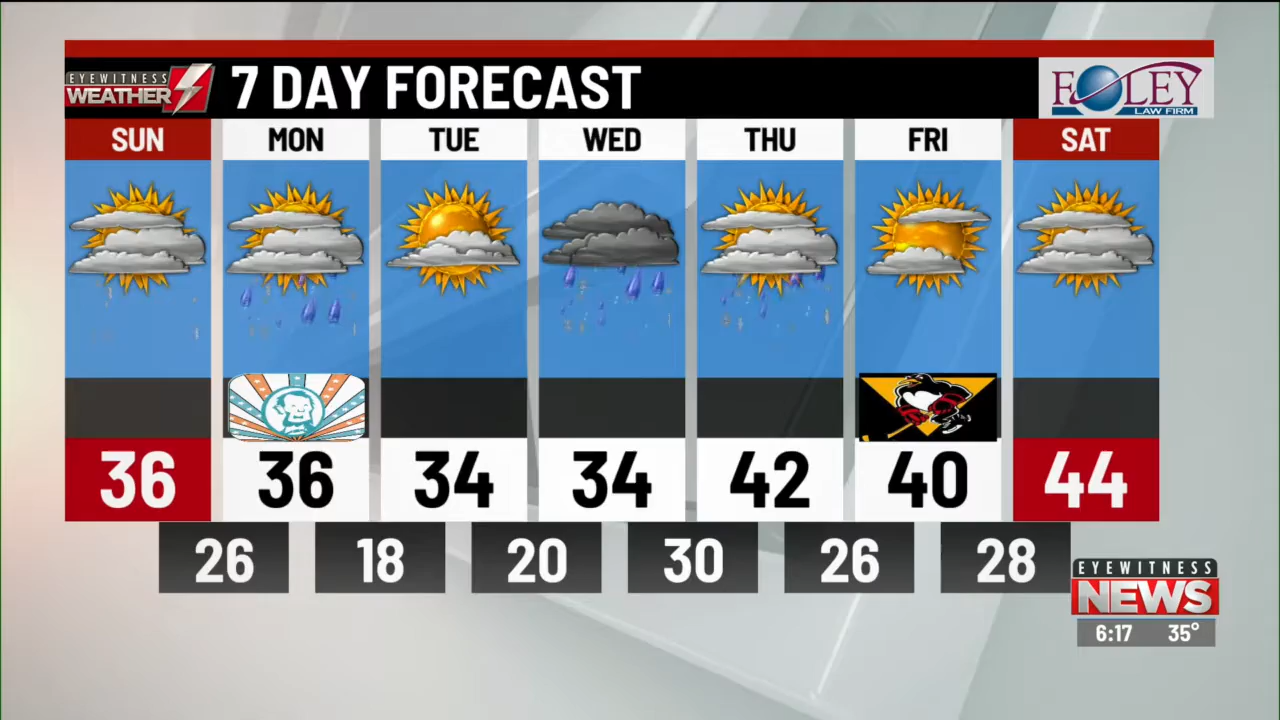 EYEWITNESS
WEATHER
7 DAY FORECAST
FOLEY
LAW FIRM
SUN MON TUE WED THU FRI SAT
36 36 34 34 42 40 44
26 18 20 30 26 28
EYEWITNESS
NEWS
6:17 35°